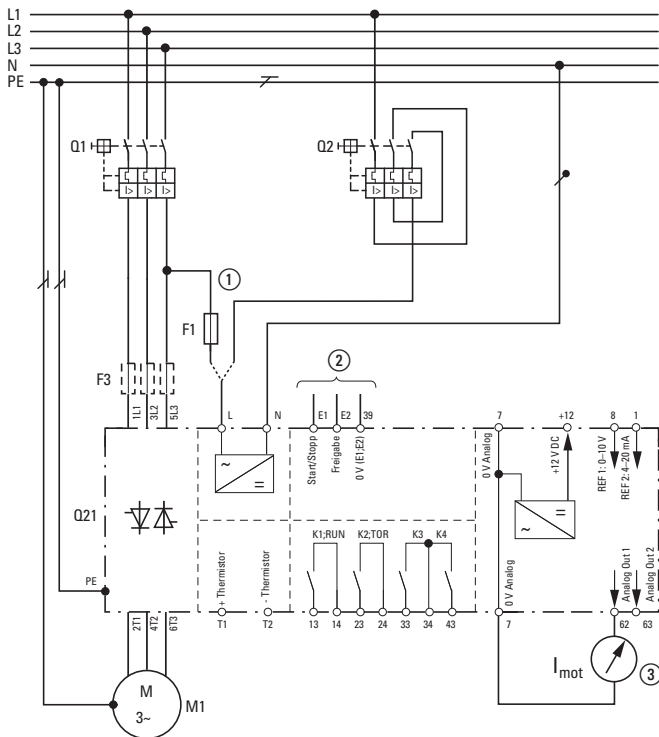 L1
L2
L3
N
PE
Q1
I> I> I>
Q2
I> I> I>
1
F1
2
F3
1L1
3L2
5L3
L
N
E1
E2
39
7
+12
8
1
Start/Stopp
Freigabe
0 V (E1;E2)
0 V Analog
+12 V DC
REF 1: 0–10 V
REF 2: 4–20 mA
~
=
=
~
Q21
K1;RUN
K2;TOR
K3
K4
+ Thermistor
- Thermistor
0 V Analog
Analog Out 1
Analog Out 2
PE
2T1
4T2
6T3
T1
T2
13
14
23
24
33
34
43
7
62
63
M
3~
M1
Imot
3